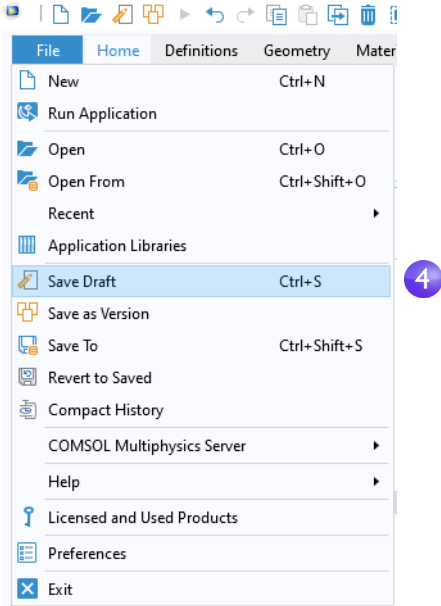 File Home Definitions Geometry Mater
New Ctrl+N
Run Application
Open Ctrl+O
Open From Ctrl+Shift+O
Recent
Application Libraries
Save Draft Ctrl+S 4
Save as Version
Save To Ctrl+Shift+S
Revert to Saved
Compact History
COMSOL Multiphysics Server
Help
Licensed and Used Products
Preferences
Exit